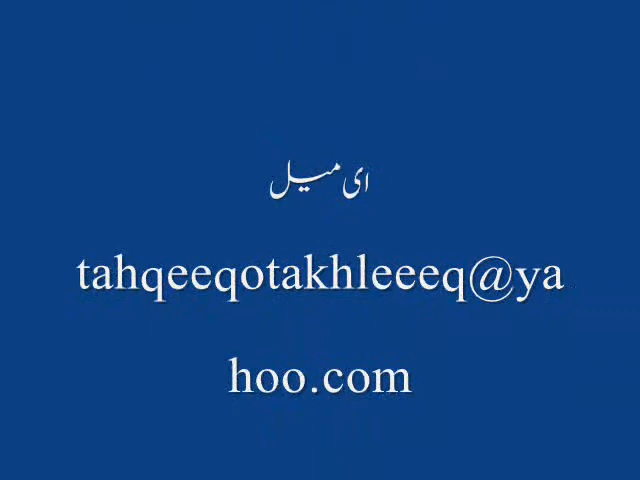 ای میل
tahqeeqotakhleeeq@ya
hoo.com